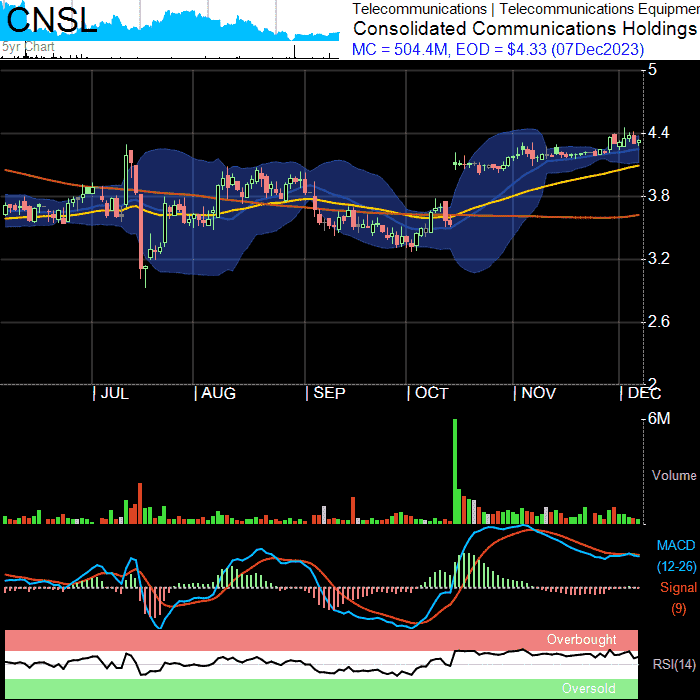 CNSL
5yr Chart
Telecommunications | Telecommunications Equipmen
Consolidated Communications Holdings
MC = 504.4M, EOD = $4.33 (07Dec2023)
5
4.4
3.8
3.2
2.6
2
JUL AUG SEP OCT NOV DEC
6M
Volume
MACD
(12-26)
Signal
(9)
Overbought
RSI(14)
Oversold